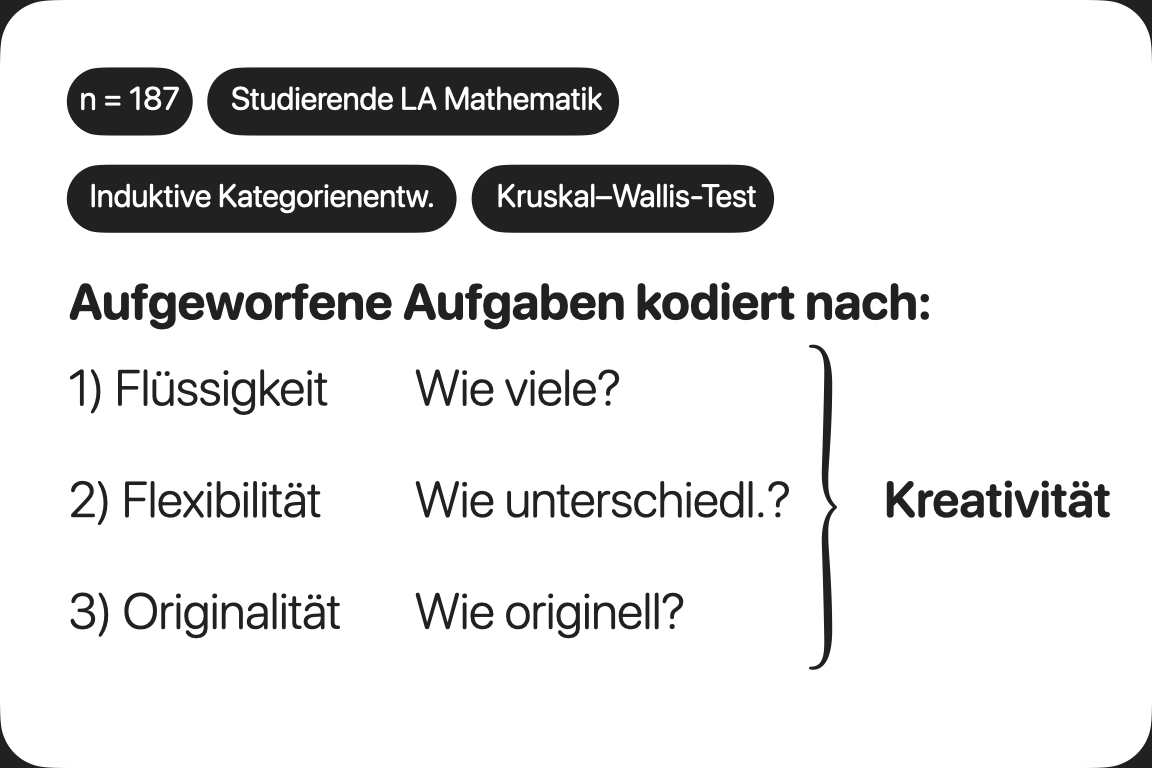 n = 187 Studierende LA Mathematik
Induktive Kategorienentw. Kruskal–Wallis-Test
Aufgeworfene Aufgaben kodiert nach:
1) Flüssigkeit Wie viele?
2) Flexibilität Wie unterschiedl.? Kreativität
3) Originalität Wie originell?